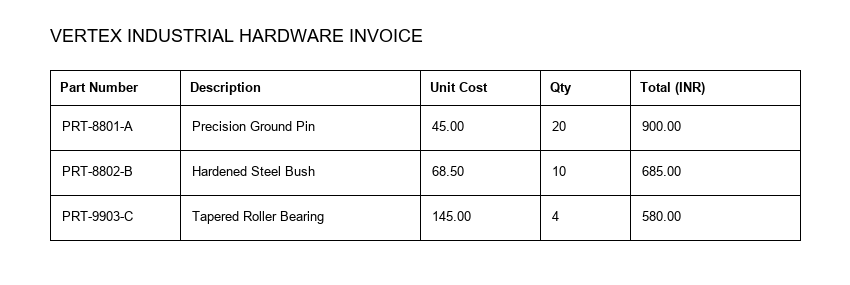 VERTEX INDUSTRIAL HARDWARE INVOICE
Part Number Description Unit Cost Qty Total (INR)
PRT-8801-A Precision Ground Pin 45.00 20 900.00
PRT-8802-B Hardened Steel Bush 68.50 10 685.00
PRT-9903-C Tapered Roller Bearing 145.00 4 580.00